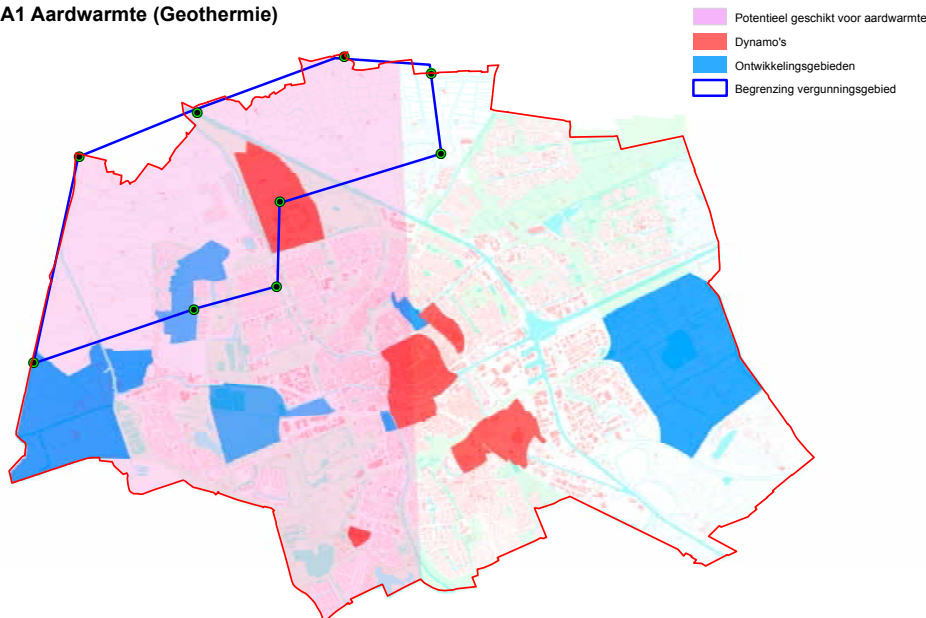 A1 Aardwarmte (Geothermie)
Potentieel geschikt voor aardwarmte
Dynamo's
Ontwikkelingsgebieden
Begrenzing vergunningsgebied